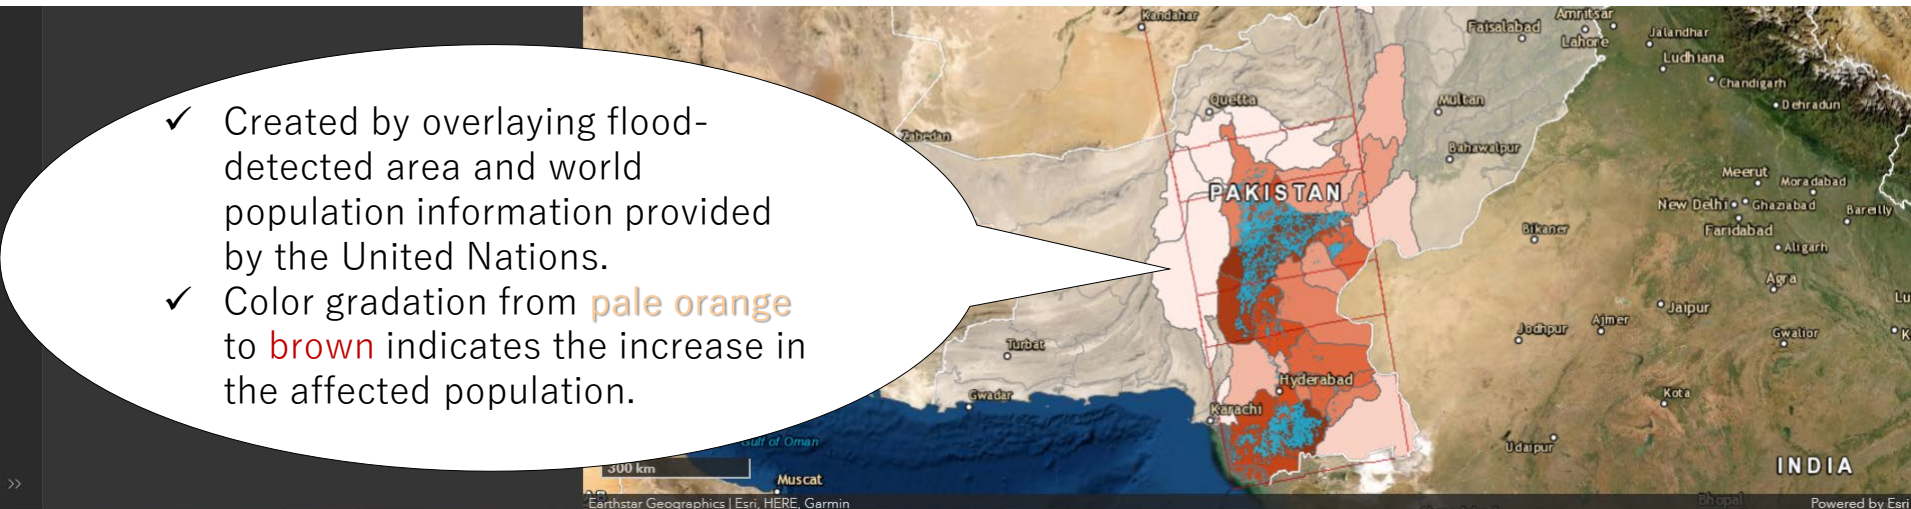 ✓ Created by overlaying flood-
detected area and world
population information provided
by the United Nations.
✓ Color gradation from pale orange
to brown indicates the increase in
the affected population.
Kandahar
Faisalabad
Amritsar
Lahore
Jalandhar
Ludhiana
Chandigarh
Dehradun
Quetta
Multan
Zahedan
Bahawalpur
PAKISTAN
Meerut
Moradabad
New Delhi
Ghaziabad
Bareilly
Bikaner
Faridabad
Aligarh
Agra
Lu
Jaipur
Jodhpur
Ajmer
Gwalior
K
Turbat
Hyderabad
Gwadar
Karachi
Kota
Gulf of Oman
Udaipur
300 km
INDIA
Muscat
>>
Bhopal
Earthstar Geographics | Esri, HERE, Garmin
Powered by Esri